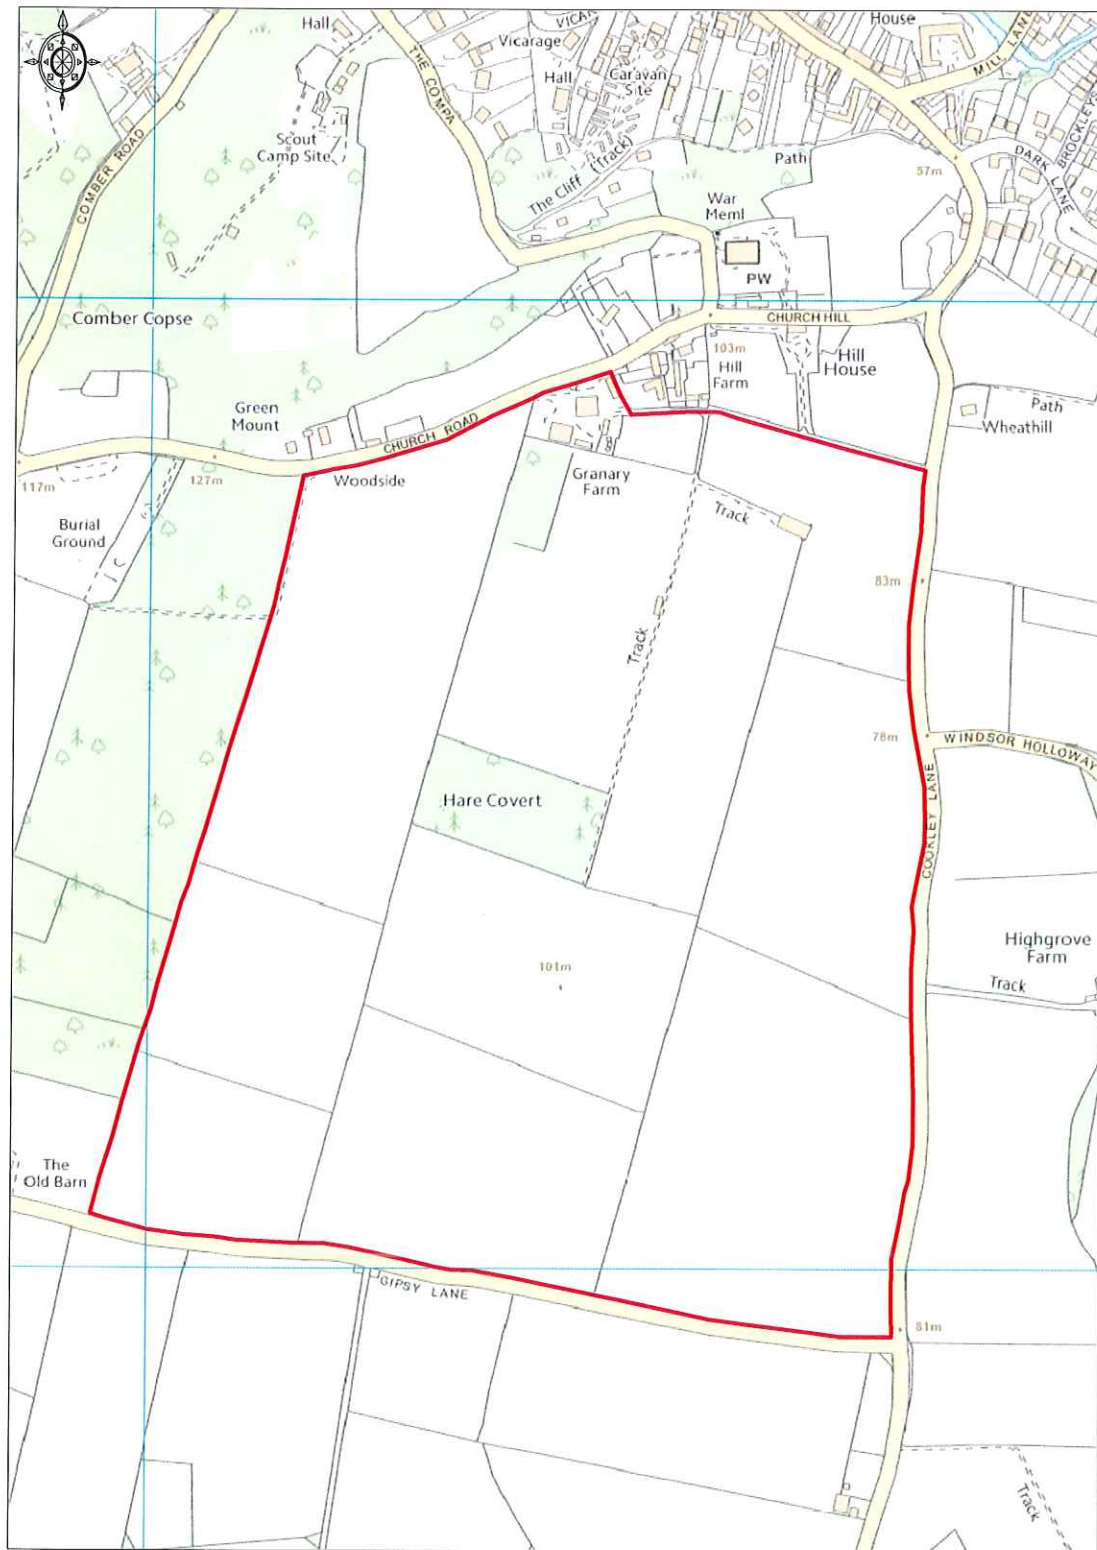 Hall
VICAR
House
MILL LANE
Vicarage
THE COMPA
Hall
Caravan
Site
BROCKLEYS
COMBER ROAD
Scout
Camp Site
The Cliff (Track)
Path
57m
DARK LANE
War
Meml
PW
Comber Copse
CHURCH HILL
103m
Hill
Farm
Hill
House
Green
Mount
CHURCH ROAD
Path
Wheathill
117m
127m
Woodside
Granary
Farm
Track
Burial
Ground
83m
Track
78m
WINDSOR HOLLOWAY
COOKLEY LANE
Hare Covert
Highgrove
Farm
101m
Track
The
Old Barn
GIPSY LANE
81m
Track